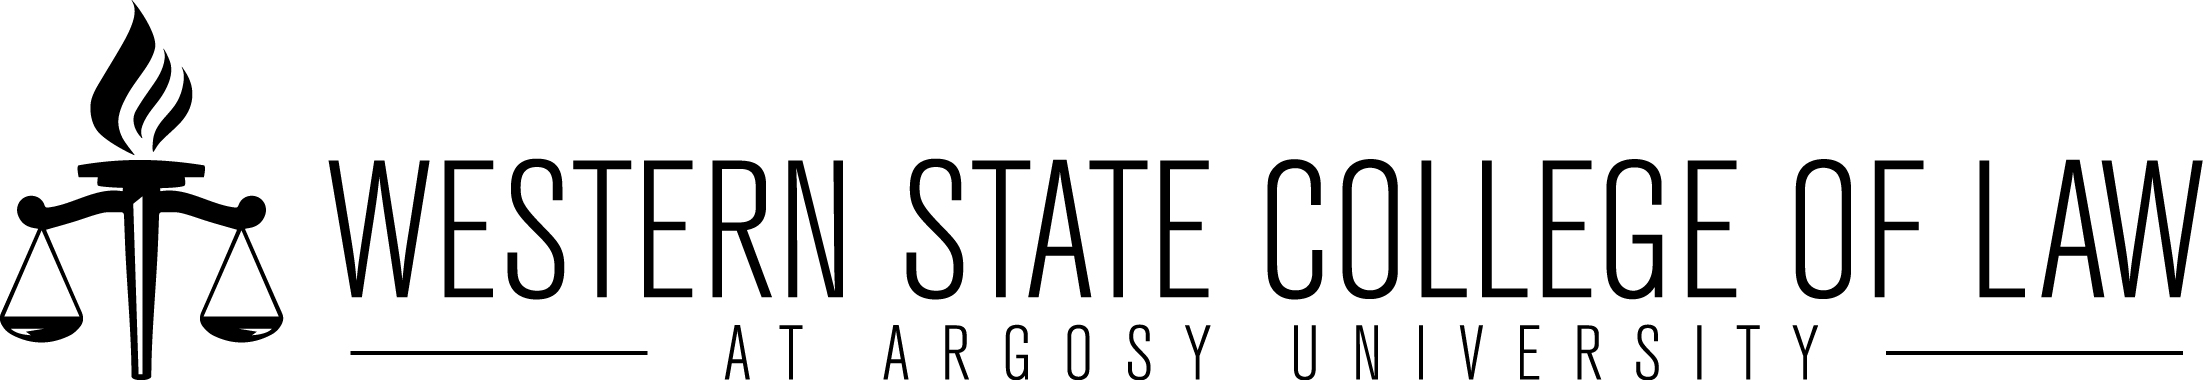 WESTERN STATE COLLEGE OF LAW
AT ARGOSY UNIVERSITY